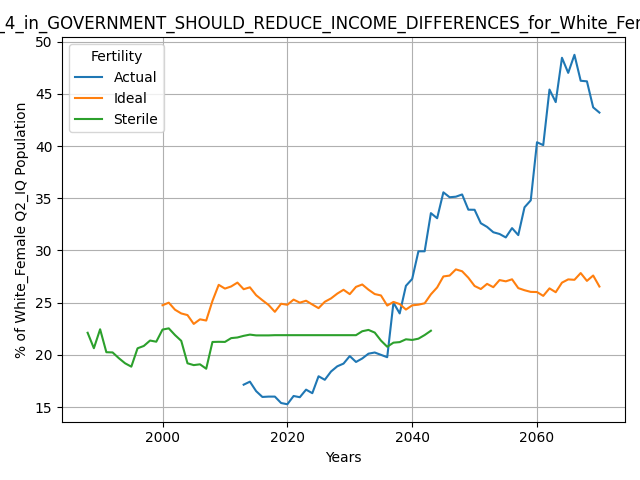 _4_in_GOVERNMENT_SHOULD_REDUCE_INCOME_DIFFERENCES_for_White_Fem
Fertility
Actual
Ideal
Sterile
% of White_Female Q2_IQ Population
50
45
40
35
30
25
20
15
2000
2020
2040
2060
Years